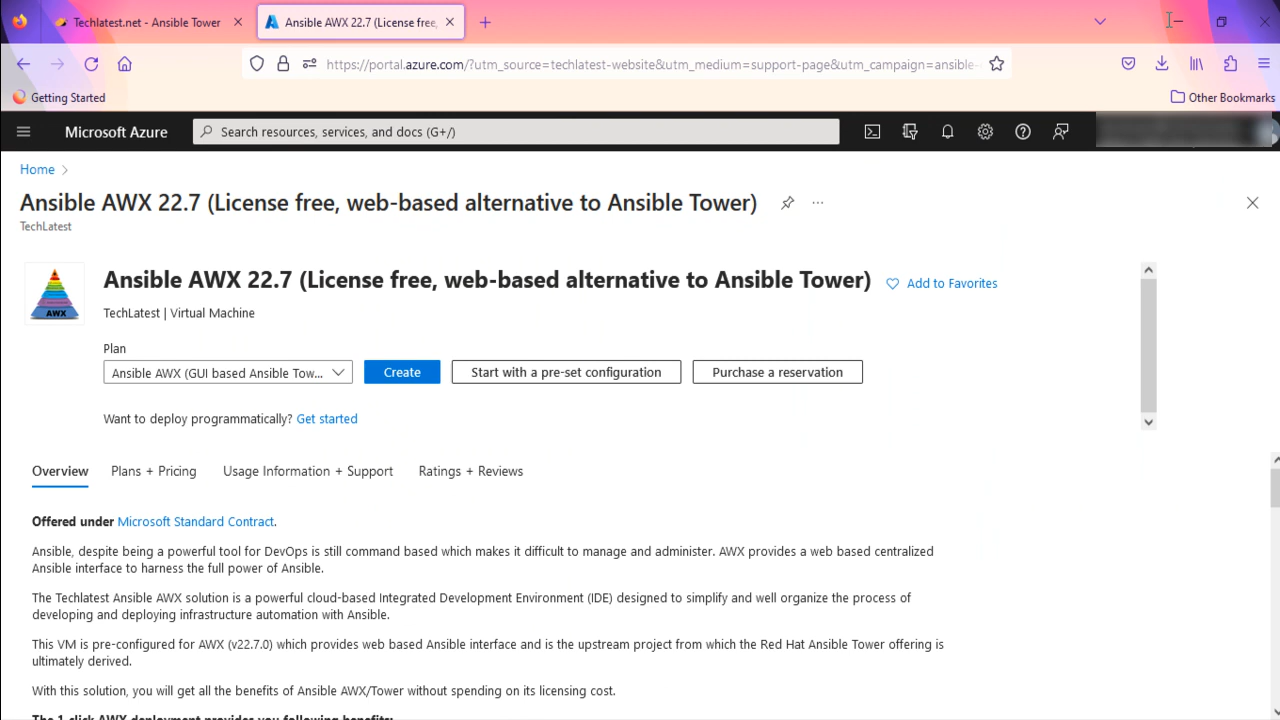 Techlatest.net - Ansible Tower
Ansible AWX 22.7 (License free,
https://portal.azure.com/?utm_source=techlatest-website&utm_medium=support-page&utm_campaign=ansible-
Getting Started
Other Bookmarks
Microsoft Azure
Search resources, services, and docs (G+/)
Home
Ansible AWX 22.7 (License free, web-based alternative to Ansible Tower)
TechLatest
AWX
Ansible AWX 22.7 (License free, web-based alternative to Ansible Tower)
Add to Favorites
TechLatest | Virtual Machine
Plan
Ansible AWX (GUI based Ansible Tow...
Create
Start with a pre-set configuration
Purchase a reservation
Want to deploy programmatically? Get started
Overview
Plans + Pricing
Usage Information + Support
Ratings + Reviews
Offered under Microsoft Standard Contract.
Ansible, despite being a powerful tool for DevOps is still command based which makes it difficult to manage and administer. AWX provides a web based centralized
Ansible interface to harness the full power of Ansible.
The Techlatest Ansible AWX solution is a powerful cloud-based Integrated Development Environment (IDE) designed to simplify and well organize the process of
developing and deploying infrastructure automation with Ansible.
This VM is pre-configured for AWX (v22.7.0) which provides web based Ansible interface and is the upstream project from which the Red Hat Ansible Tower offering is
ultimately derived.
With this solution, you will get all the benefits of Ansible AWX/Tower without spending on its licensing cost.
The 1-click AWX deployment provides you following benefits: